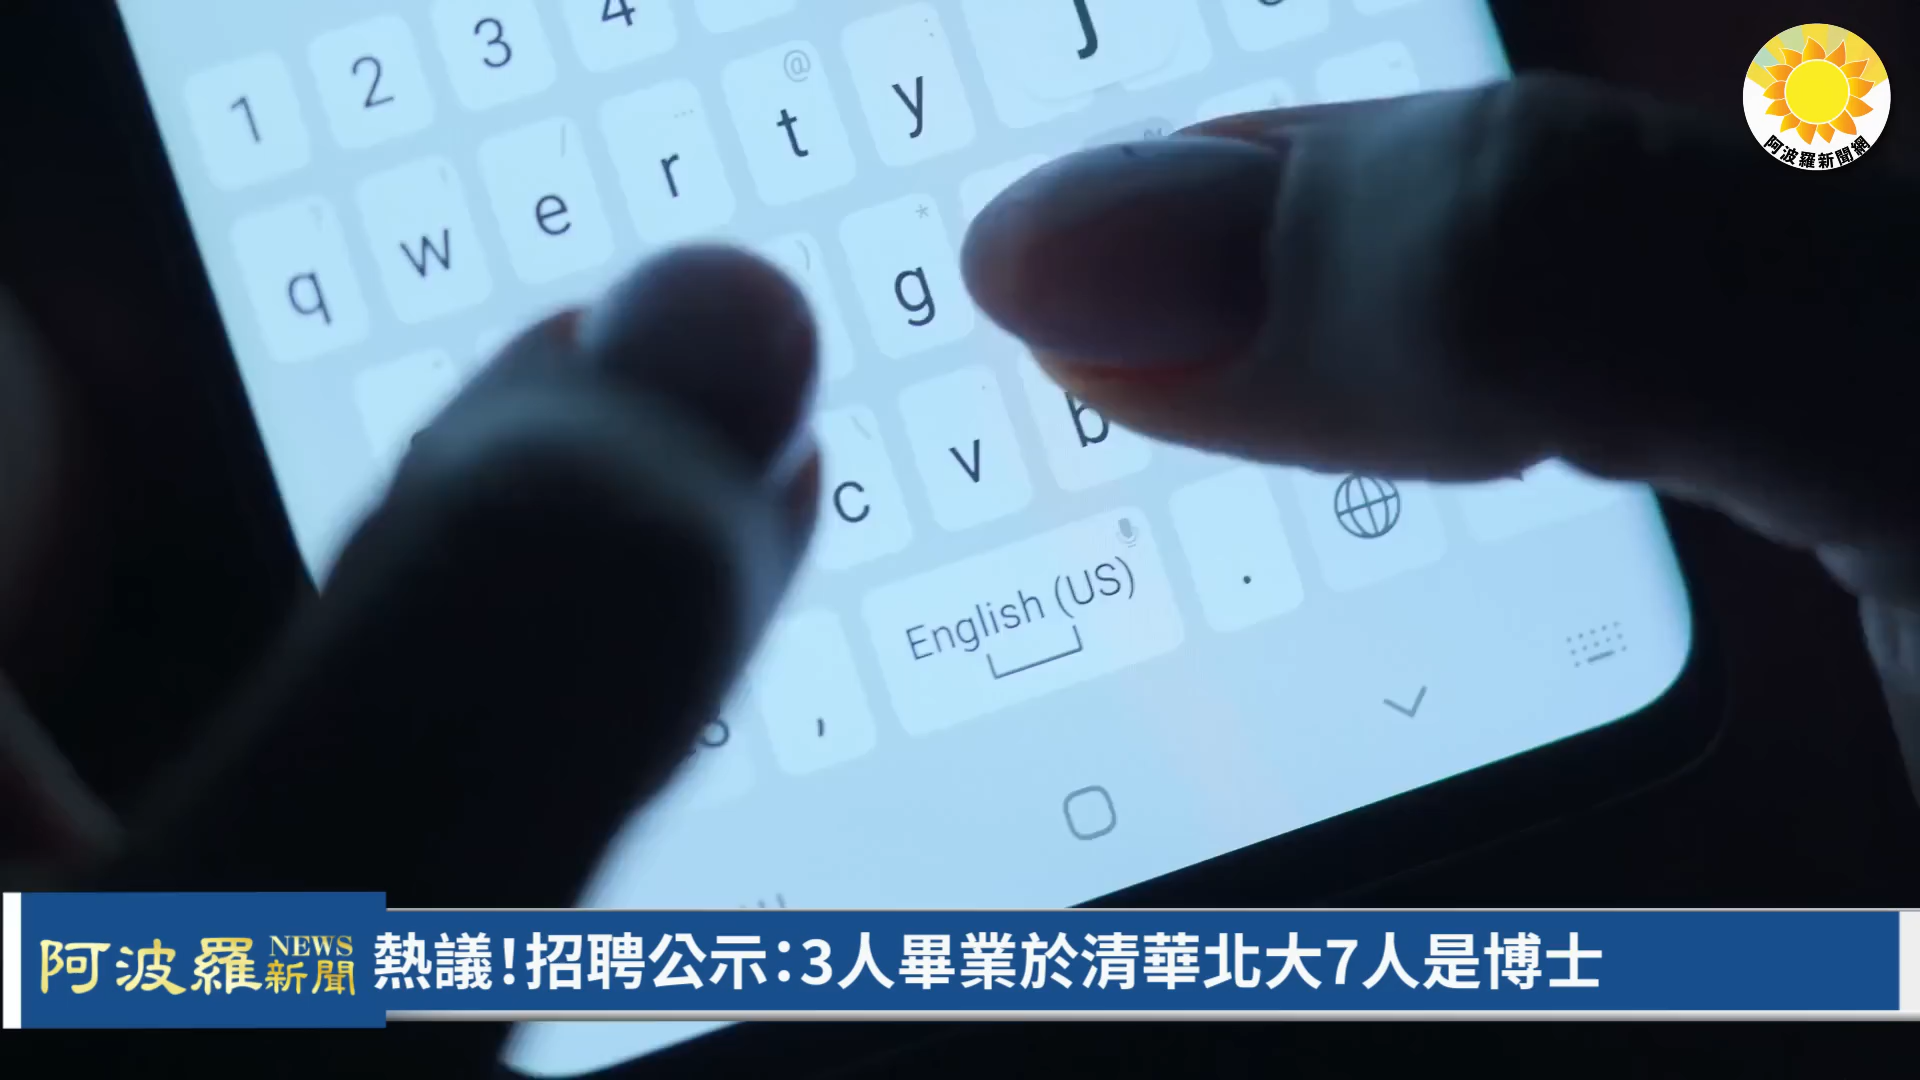 1 2 3 4
@
q w e r t y j
g
c v b
English (US)
, .
阿波羅新聞網
阿波羅新聞 NEWS
熱議！招聘公示：3人畢業於清華北大7人是博士